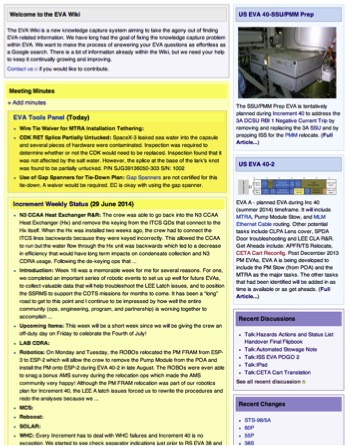 Welcome to the EVA Wiki
The EVA Wiki is a new knowledge capture system aiming to take the agony out of finding
EVA-related information. We have long had the goal of fixing the knowledge capture problem
within EVA. We want to make the process of answering your EVA questions as effortless as
a Google search. There is a lot of information already within the Wiki, but we need your help
to keep it continually growing and improving.
Contact us if you would like to contribute.
Meeting Minutes
+ Add minutes
EVA Tools Panel (Today)
Wire Tie Waiver for MTRA Installation Tethering:
CDK RET Splice Partially Unlocked: SpaceX-3 leaked sea water into the capsule
and several pieces of hardware were contaminated. Inspection was required to
determine whether or not the CDK would need to be replaced. Inspection found that it
was not affected by the salt water. However, the splice at the base of the lark's knot
was found to be partially unlocked. P/N SJG39136050-303 S/N: 1002
Use of Gap Spanners for Tie-Down Plan: Gap Spanners are not certified for this
tie-down. A waiver would be required. EC is okay with using the gap spanner.
Increment Weekly Status (29 June 2014)
N3 CCAA Heat Exchanger R&R: The crew was able to go back into the N3 CCAA
Heat Exchanger (Hx) and remove the keying from the ITCS QDs that connect to the
Hx itself. When the Hx was installed two weeks ago, the crew had to connect the
ITCS lines backwards because they were keyed incorrectly. This allowed the CCAA
to run but the water flow through the Hx unit was backwards which led to a decrease
in efficiency that would have long term impacts on condensate collection and N3
CDRA usage. Following the de-keying ops that ...
Introduction: Week 16 was a memorable week for me for several reasons. For one,
we completed an important series of robotic events to set us up well for future EVAs,
to collect valuable data that will help troubleshoot the LEE latch issues, and to position
the SSRMS to support the COTS missions for months to come. It has been a "long"
road to get to this point and I continue to be impressed by how well the entire
community (ops, engineering, program, and partnership) is working together to
accomplish ...
Upcoming Items: This week will be a short week since we will be giving the crew an
off-duty day on Friday to celebrate the Fourth of July!
LAB CDRA:
Robotics: On Monday and Tuesday, the ROBOs relocated the PM FRAM from ESP-
3 to ESP-2 which will allow the crew to remove the Pump Module from the POA and
install the PM onto ESP-2 during EVA 40-2 in late August. The ROBOs were even able
to snag a bonus AMS survey during the relocation ops which made the AMS
community very happy! Although the PM FRAM relocation was part of our robotics
plan for Increment 40, the LEE A latch issues forced us to rewrite the procedures and
redo the analyses because we ...
MCS:
Reboost:
SOLAR:
WHC: Every Increment has to deal with WHC failures and Increment 40 is no
exception. We started to see check separator indications just prior to RS EVA 38 and
US EVA 40-SSU/PMM Prep
The SSU/PMM Prep EVA is tentatively
planned during Increment 40 to address the
3A DCSU RBI 1 Negative Current Trip by
removing and replacing the 3A SSU and by
prepping ISS for the PMM relocate. (Full
Article...)
US EVA 40-2
EVA A - planned EVA during Inc 40
(summer 2014) timeframe. It will include
MTRA, Pump Module Stow, and MLM
Ethernet Cable routing. Other potential
tasks include CLPA Lens cover, SPDA
Door troubleshooting and LEE CLA R&R.
Get Aheads include: APFR/TS Relocate,
CETA Cart Reconfig. Post December 2013
PM EVAs, EVA A is being developed to
include the PM Stow (from POA) and the
MTRA as the major tasks. The other tasks
that had been identified will be added in as
time is available or as get aheads. (Full
Article...)
Recent Discussions
Talk:Hazards Actions and Status List
Handover Final Flipbook
Talk:Automated Stowage Note
Talk:ISS EVA POGO 2
Talk:iPad
Talk:CETA Cart Translation
See all recent discussion
Recent Changes
STS-98/5A
60P
55P
38S